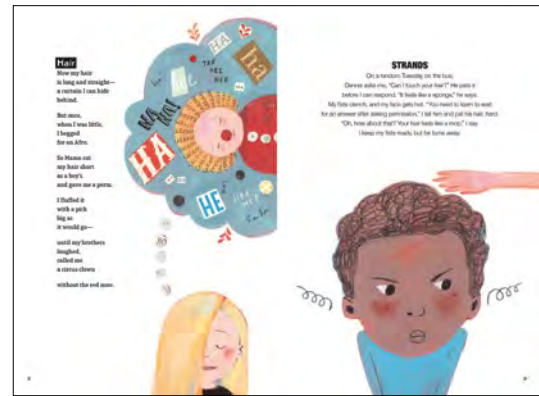 Hair
Now my hair
is long and straight—
a curtain I can hide
behind.
But once,
when I was little,
I begged
for an Afro.
So Mama cut
my hair short
as a boy's
and gave me a perm.
I fluffed it
with a pick
big as
it would go—
until my brothers
laughed,
called me
a circus clown
without the red nose.
HA
ha
HA
HA!
HA
HE
STRANDS
On a random Tuesday on the bus,
Dennis asks me, "Can I touch your hair?" He pats it
before I can respond. "It feels like a sponge," he says.
My fists clench, and my face gets hot. "You need to learn to wait
for an answer after asking permission," I tell him and pat his hair, hard.
"Oh, how about that? Your hair feels like a mop," I say.
I keep my fists ready, but he turns away.